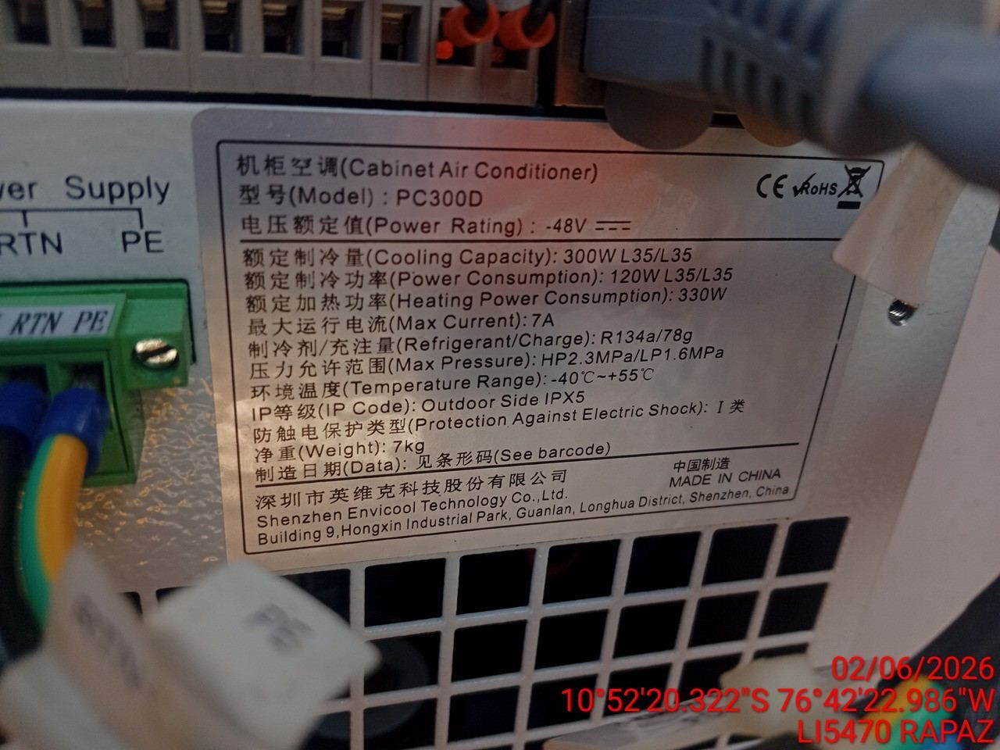 Supply
RTN PE
RTN PE
机柜空调(Cabinet Air Conditioner)
型号(Model) : PC300D
电压额定值(Power Rating) : -48V
CE RoHS
额定制冷量(Cooling Capacity): 300W L35/L35
额定制冷功率(Power Consumption): 120W L35/L35
额定加热功率(Heating Power Consumption): 330W
最大运行电流(Max Current): 7A
制冷剂/充注量(Refrigerant/Charge): R134a/78g
压力允许范围(Max Pressure): HP2.3MPa/LP1.6MPa
环境温度(Temperature Range): -40℃~+55℃
IP等级(IP Code): Outdoor Side IPX5
防触电保护类型(Protection Against Electric Shock): I 类
净重(Weight): 7kg
制造日期(Data): 见条形码(See barcode)
深圳市英维克科技股份有限公司
Shenzhen Envicool Technology Co.,Ltd.
中国制造
MADE IN CHINA
Building 9,Hongxin Industrial Park, Guanlan, Longhua District, Shenzhen, China
PE
02/06/2026
10°52'20.322"S 76°42'22.986"W
LI5470 RAPAZ